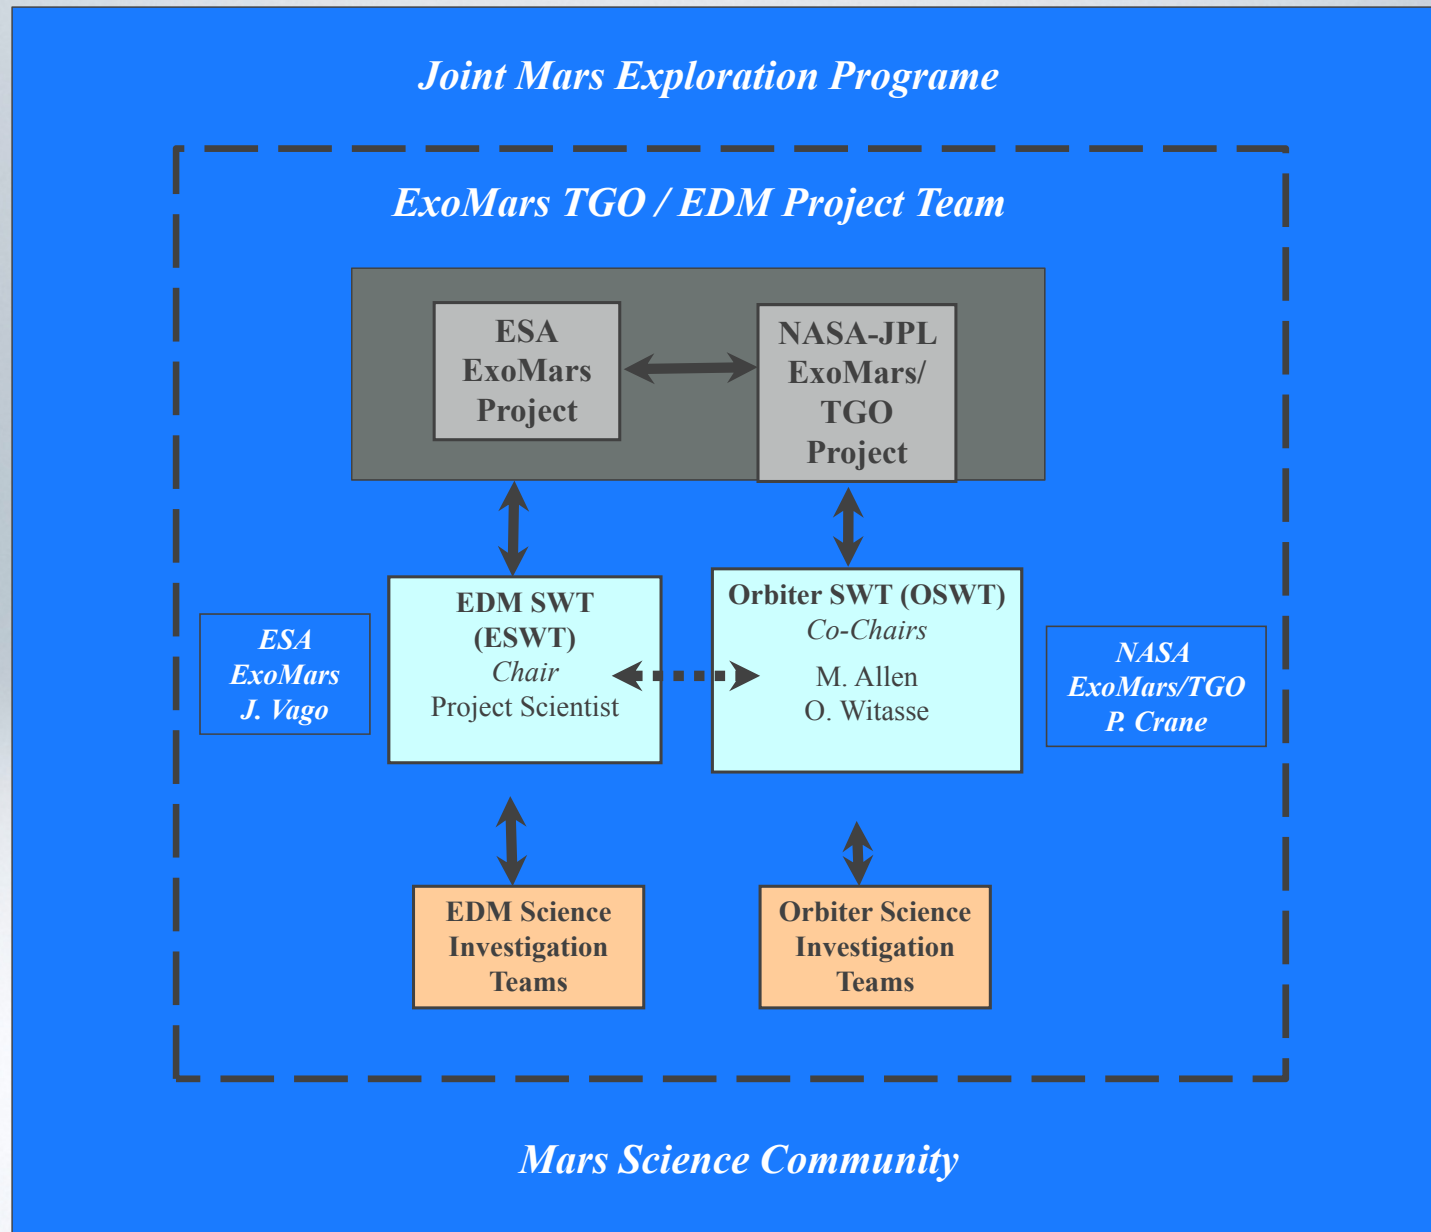 Joint Mars Exploration Programe
ExoMars TGO / EDM Project Team
ESA
ExoMars
Project
NASA-JPL
ExoMars/
TGO
Project
ESA
ExoMars
J. Vago
EDM SWT
(ESWT)
Chair
Project Scientist
Orbiter SWT (OSWT)
Co-Chairs
M. Allen
O. Witasse
NASA
ExoMars/TGO
P. Crane
EDM Science
Investigation
Teams
Orbiter Science
Investigation
Teams
Mars Science Community